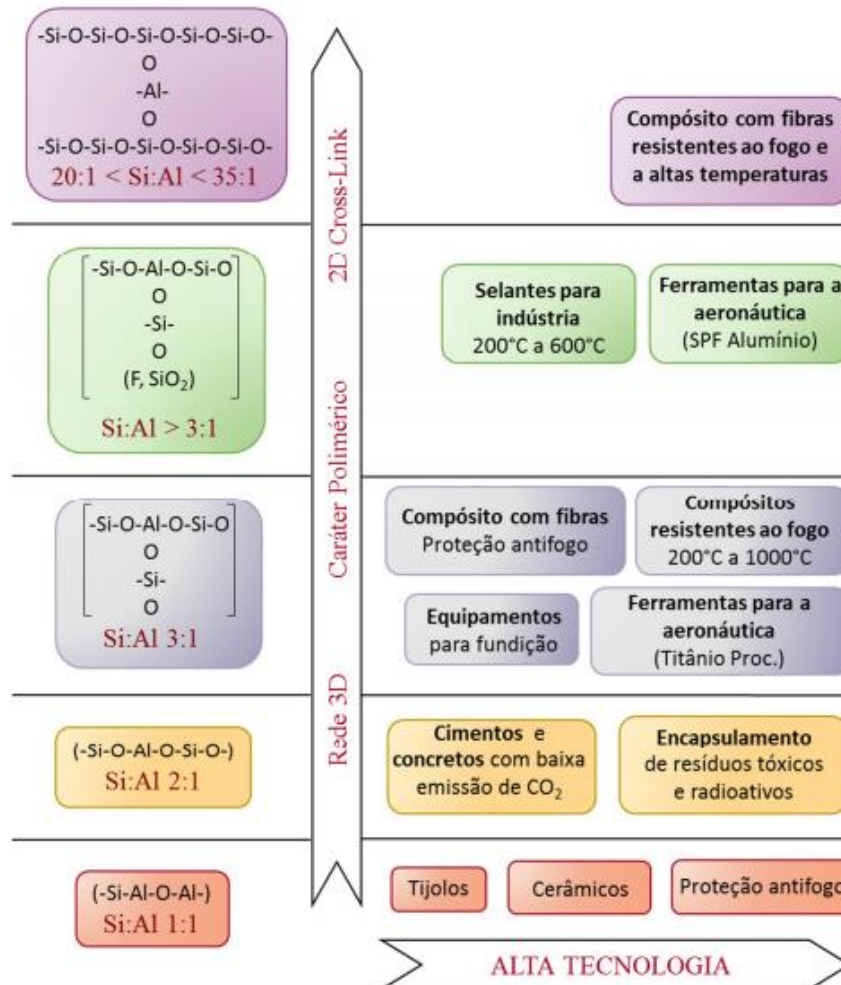 -Si-O-Si-O-Si-O-Si-O-Si-O-
O
-Al-
O
-Si-O-Si-O-Si-O-Si-O-Si-O-
20:1 < Si:Al < 35:1
Compósito com fibras
resistentes ao fogo e
a altas temperaturas
-Si-O-Al-O-Si-O
O
-Si-
O
(F, SiO₂)
Si:Al > 3:1
Selantes para
indústria
200°C a 600°C
Ferramentas para a
aeronáutica
(SPF Alumínio)
-Si-O-Al-O-Si-O
O
-Si-
O
Si:Al 3:1
Compósito com fibras
Proteção antifogo
Compósitos
resistentes ao fogo
200°C a 1000°C
Equipamentos
para fundição
Ferramentas para a
aeronáutica
(Titânio Proc.)
(-Si-O-Al-O-Si-O-)
Si:Al 2:1
Cimentos e
concretos com baixa
emissão de CO₂
Encapsulamento
de resíduos tóxicos
e radioativos
(-Si-Al-O-Al-)
Si:Al 1:1
Tijolos
Cerâmicos
Proteção antifogo
2D Cross-Link
Caráter Polimérico
Rede 3D
ALTA TECNOLOGIA